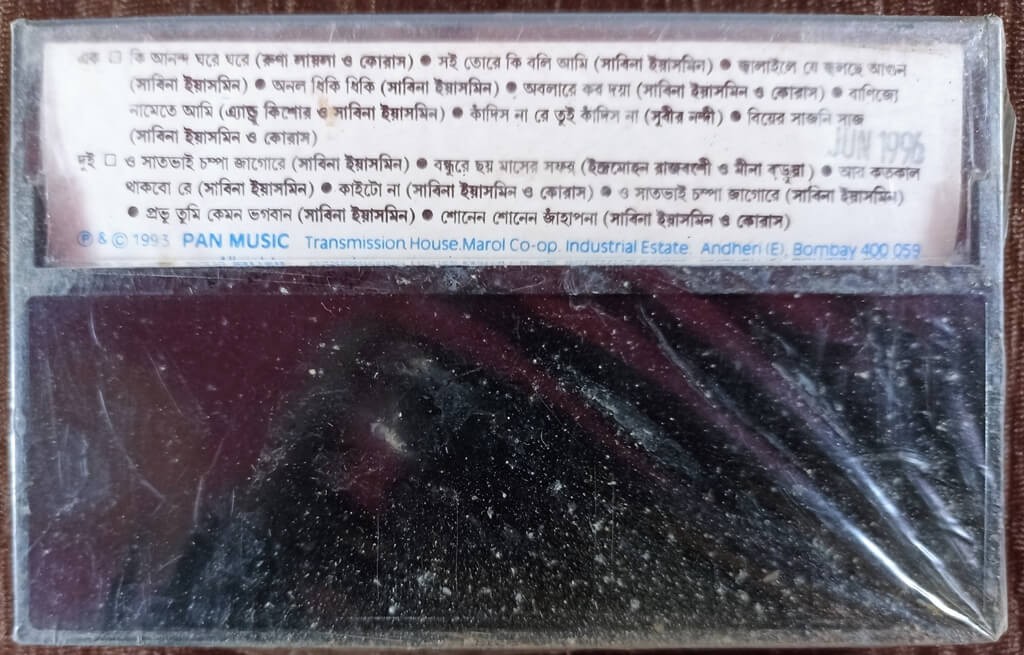 এক □ কি আনন্দ ঘরে ঘরে (রুনা লায়লা ও কোরাস) ● সই তোরে কি বলি আমি (সাবিনা ইয়াসমিন) ● জ্বালাইলে যে জ্বলছে আগুন
(সাবিনা ইয়াসমিন) ● অনল ধিকি ধিকি (সাবিনা ইয়াসমিন) ● অবলারে কর দয়া (সাবিনা ইয়াসমিন ও কোরাস) ● বাণিজ্যে
নামেতে আমি (এ্যান্ড্রু কিশোর ও সাবিনা ইয়াসমিন) ● কাঁদিস না রে তুই কাঁদিস না (সুবীর নন্দী) ● বিয়ের সাজনি সাজ
(সাবিনা ইয়াসমিন ও কোরাস)
JUN 1996
দুই □ ও সাতভাই চম্পা জাগোরে (সাবিনা ইয়াসমিন) ● বন্ধুরে ছয় মাসের সফর (ইন্দ্রমোহন রাজবংশী ও মীনা বড়ুয়া) ● আর কতকাল
থাকবো রে (সাবিনা ইয়াসমিন) ● কাইটো না (সাবিনা ইয়াসমিন ও কোরাস) ● ও সাতভাই চম্পা জাগোরে (সাবিনা ইয়াসমিন)
● প্রভু তুমি কেমন ভগবান (সাবিনা ইয়াসমিন) ● শোনেন শোনেন জাঁহাপনা (সাবিনা ইয়াসমিন ও কোরাস)
Ⓟ & © 1993 PAN MUSIC Transmission House, Marol Co-op. Industrial Estate. Andheri (E), Bombay 400 059